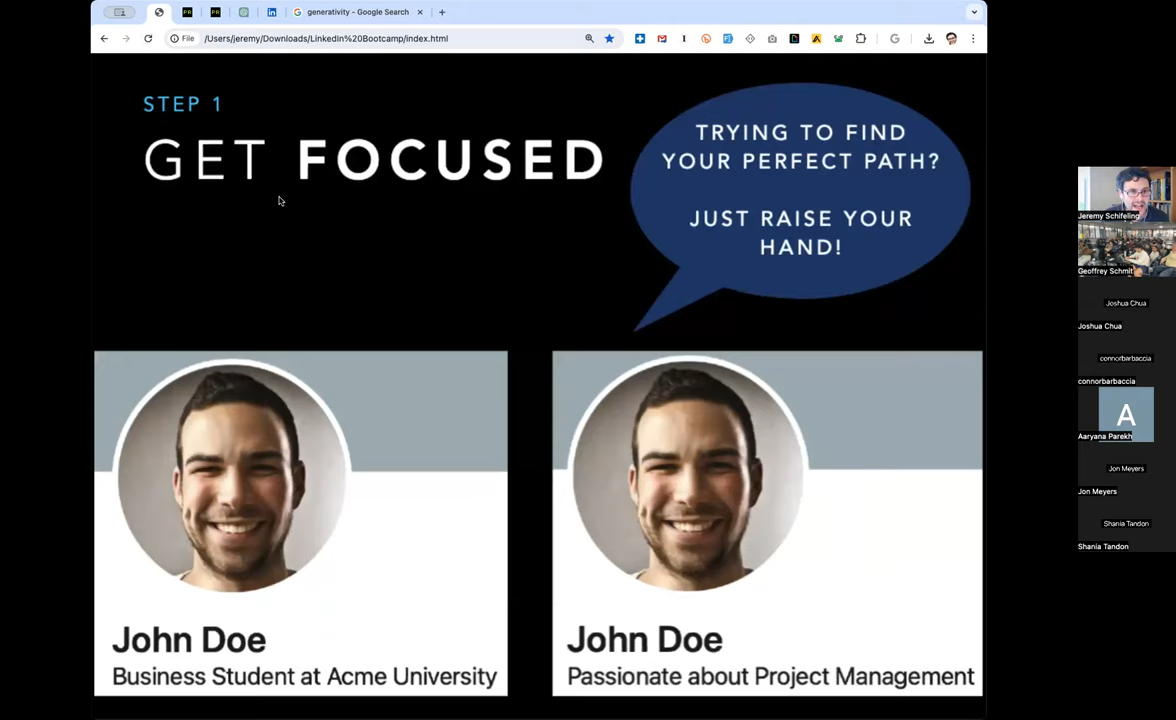 generativity - Google Search
File
/Users/jeremy/Downloads/LinkedIn%20Bootcamp/index.html
STEP 1
GET FOCUSED
TRYING TO FIND
YOUR PERFECT PATH?
JUST RAISE YOUR
HAND!
John Doe
Business Student at Acme University
John Doe
Passionate about Project Management
Jeremy Schifeling
Geoffrey Schmit
Joshua Chua
Joshua Chua
connorbarbaccia
connorbarbaccia
A
Aaryana Parekh
Jon Meyers
Jon Meyers
Shania Tandon
Shania Tandon